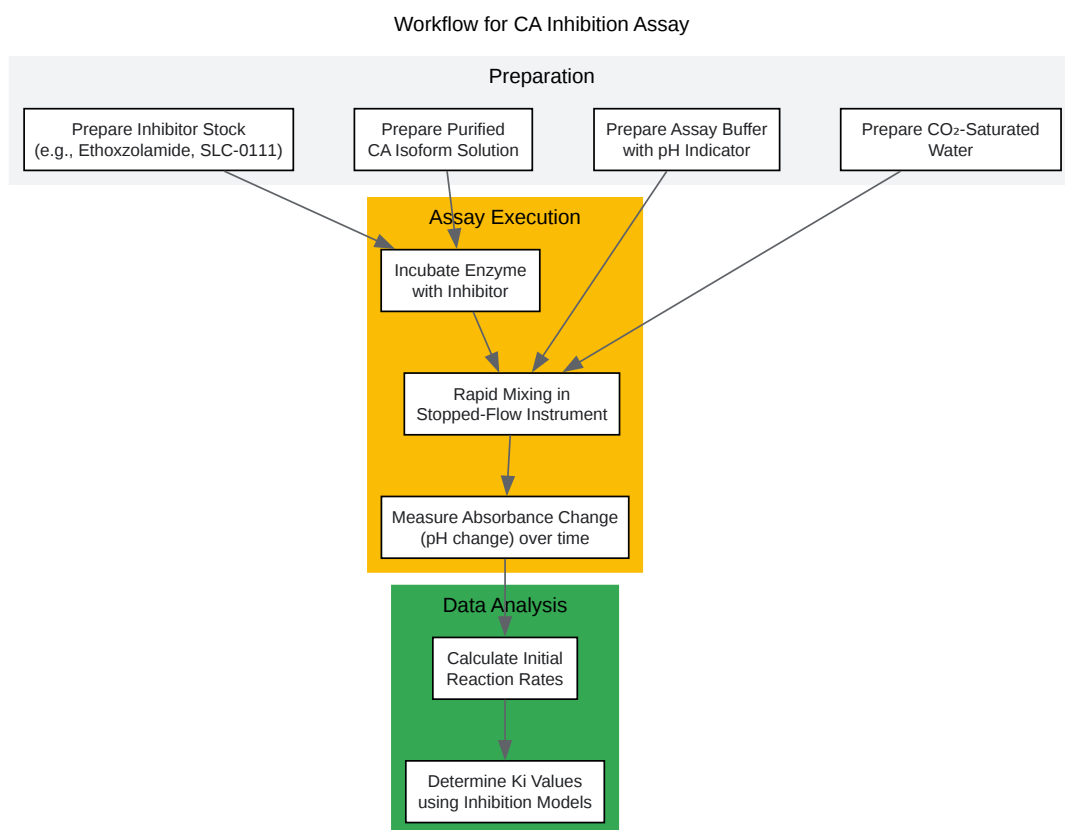 Workflow for CA Inhibition Assay
Preparation
Prepare Inhibitor Stock
(e.g., Ethoxzolamide, SLC-0111)
Prepare Purified
CA Isoform Solution
Prepare Assay Buffer
with pH Indicator
Prepare CO₂-Saturated
Water
Assay Execution
Incubate Enzyme
with Inhibitor
Rapid Mixing in
Stopped-Flow Instrument
Measure Absorbance Change
(pH change) over time
Data Analysis
Calculate Initial
Reaction Rates
Determine Ki Values
using Inhibition Models